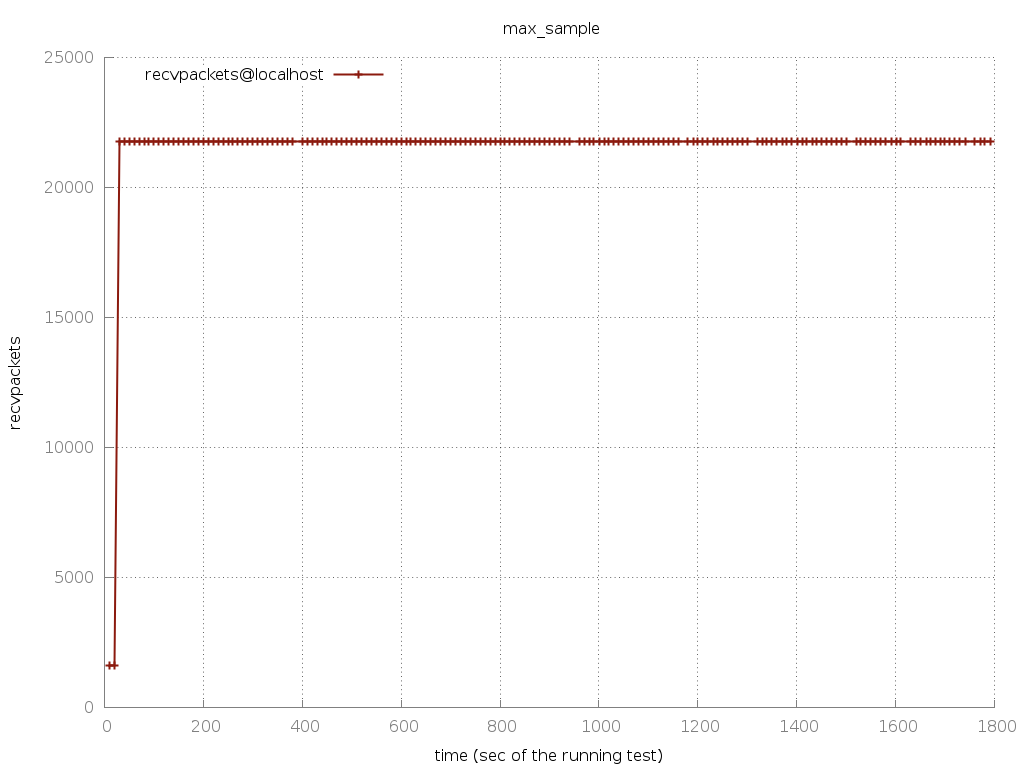 max_sample
25000
recvpackets@localhost
20000
15000
recvpackets
10000
5000
0
0 200 400 600 800 1000 1200 1400 1600 1800
time (sec of the running test)